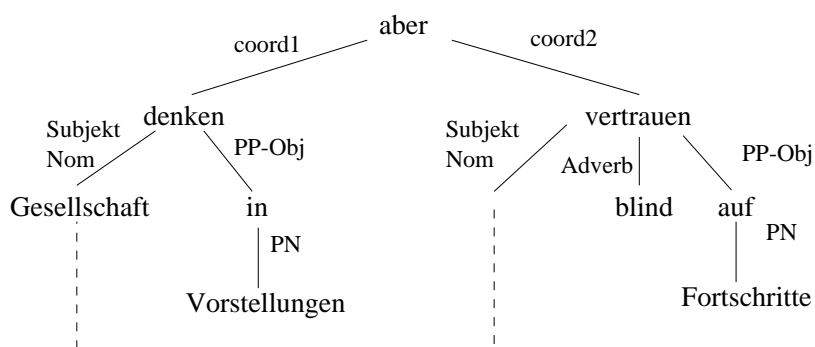 aber
coord1
coord2
denken
vertrauen
Subjekt
Nom
PP-Obj
Subjekt
Nom
Adverb
PP-Obj
Gesellschaft
in
blind
auf
PN
PN
Vorstellungen
Fortschritte